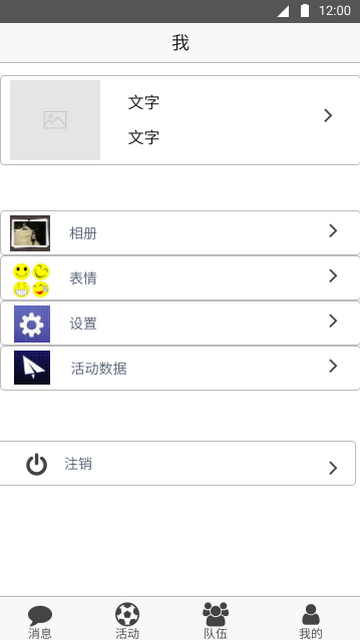 12:00
我
文字
文字
相册
表情
设置
活动数据
注销
消息
活动
队伍
我的